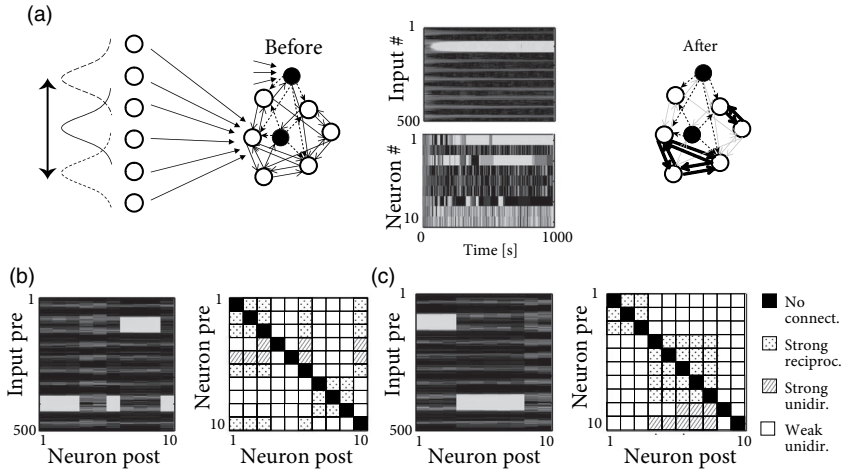 (a)
Before
Input #
1
500
After
Neuron #
1
10
0
1000
Time [s]
(b)
Input pre
1
500
1
10
Neuron post
Neuron pre
1
10
1
10
Neuron post
(c)
Input pre
1
500
1
10
Neuron post
Neuron pre
1
10
1
10
Neuron post
No
connect.
Strong
reciproc.
Strong
unidir.
Weak
unidir.